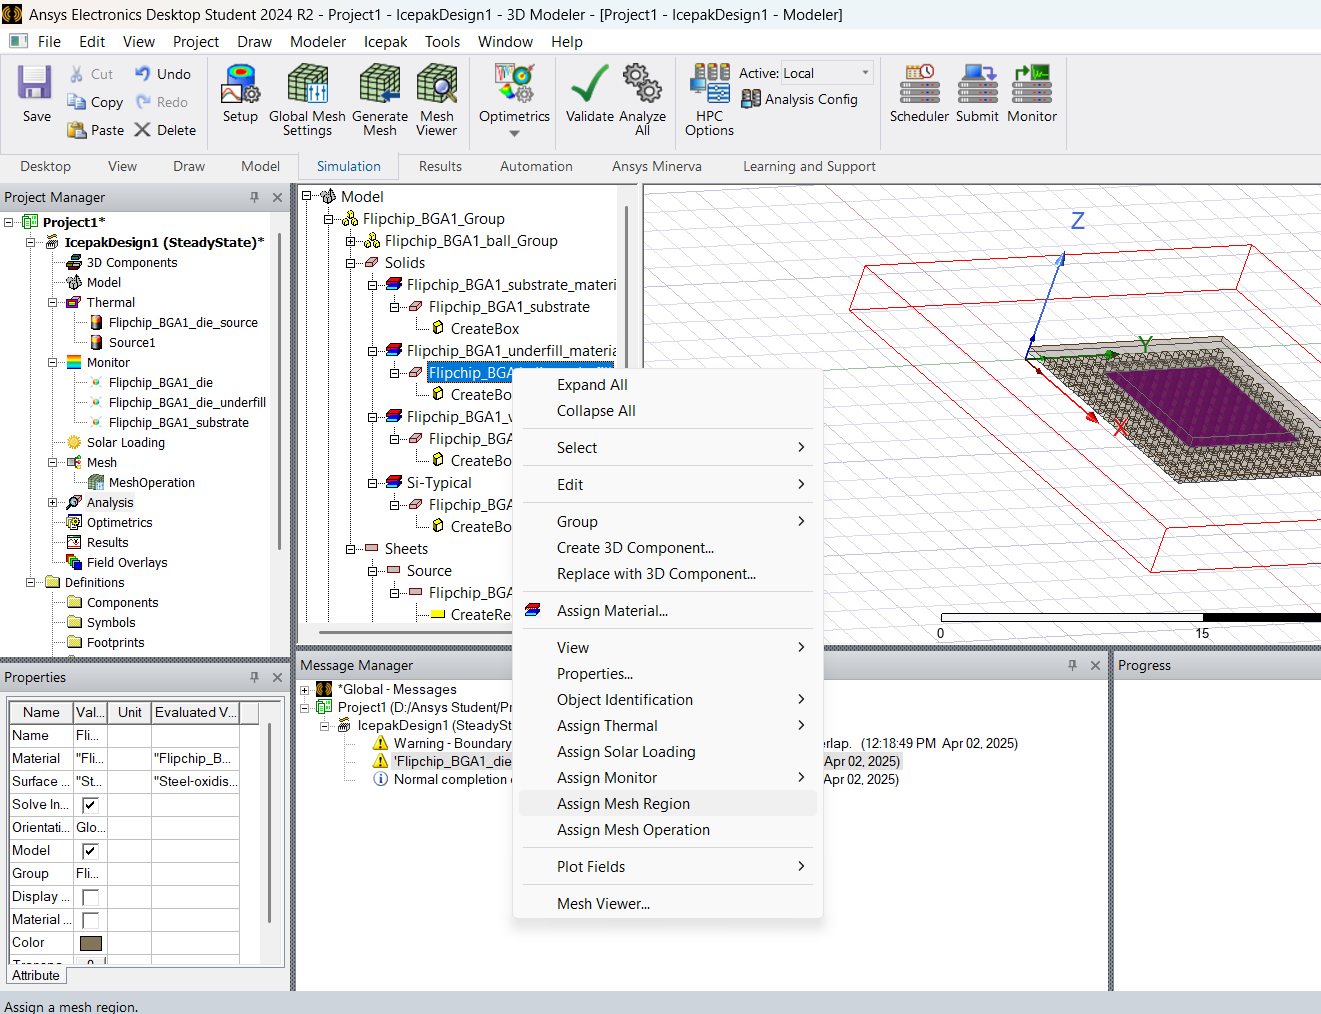 Ansys Electronics Desktop Student 2024 R2 - Project1 - IcepakDesign1 - 3D Modeler - [Project1 - IcepakDesign1 - Modeler]
File Edit View Project Draw Modeler Icepak Tools Window Help
Save
Cut
Copy
Paste
Undo
Redo
Delete
Setup
Global Mesh Settings
Generate Mesh
Mesh Viewer
Optimetrics
Validate
Analyze All
HPC Options
Active: Local
Analysis Config
Scheduler
Submit
Monitor
Desktop View Draw Model Simulation Results Automation Ansys Minerva Learning and Support
Project Manager
Project1*
IcepakDesign1 (SteadyState)*
3D Components
Model
Thermal
Flipchip_BGA1_die_source
Source1
Monitor
Flipchip_BGA1_die
Flipchip_BGA1_die_underfill
Flipchip_BGA1_substrate
Solar Loading
Mesh
MeshOperation
Analysis
Optimetrics
Results
Field Overlays
Definitions
Components
Symbols
Footprints
Model
Flipchip_BGA1_Group
Flipchip_BGA1_ball_Group
Solids
Flipchip_BGA1_substrate_materi
Flipchip_BGA1_substrate
CreateBox
Flipchip_BGA1_underfill_materia
Flipchip_BGA
CreateBo
Flipchip_BGA1_v
Flipchip_BGA
CreateBo
Si-Typical
Flipchip_BGA
CreateBo
Sheets
Source
Flipchip_BGA
CreateRe
Expand All
Collapse All
Select
Edit
Group
Create 3D Component...
Replace with 3D Component...
Assign Material...
View
Properties...
Object Identification
Assign Thermal
Assign Solar Loading
Assign Monitor
Assign Mesh Region
Assign Mesh Operation
Plot Fields
Mesh Viewer...
Z
Y
X
0 15
Properties
Name Val... Unit Evaluated V...
Name Fli...
Material "Fli... "Flipchip_B...
Surface ... "St... "Steel-oxidis...
Solve In...
Orientati... Glo...
Model
Group Fli...
Display ...
Material ...
Color
Attribute
Message Manager
*Global - Messages
Project1 (D:/Ansys Student/Pr
IcepakDesign1 (SteadySt
Warning - Boundary erlap. (12:18:49 PM Apr 02, 2025)
'Flipchip_BGA1_die Apr 02, 2025)
Normal completion Apr 02, 2025)
Progress
Assign a mesh region.